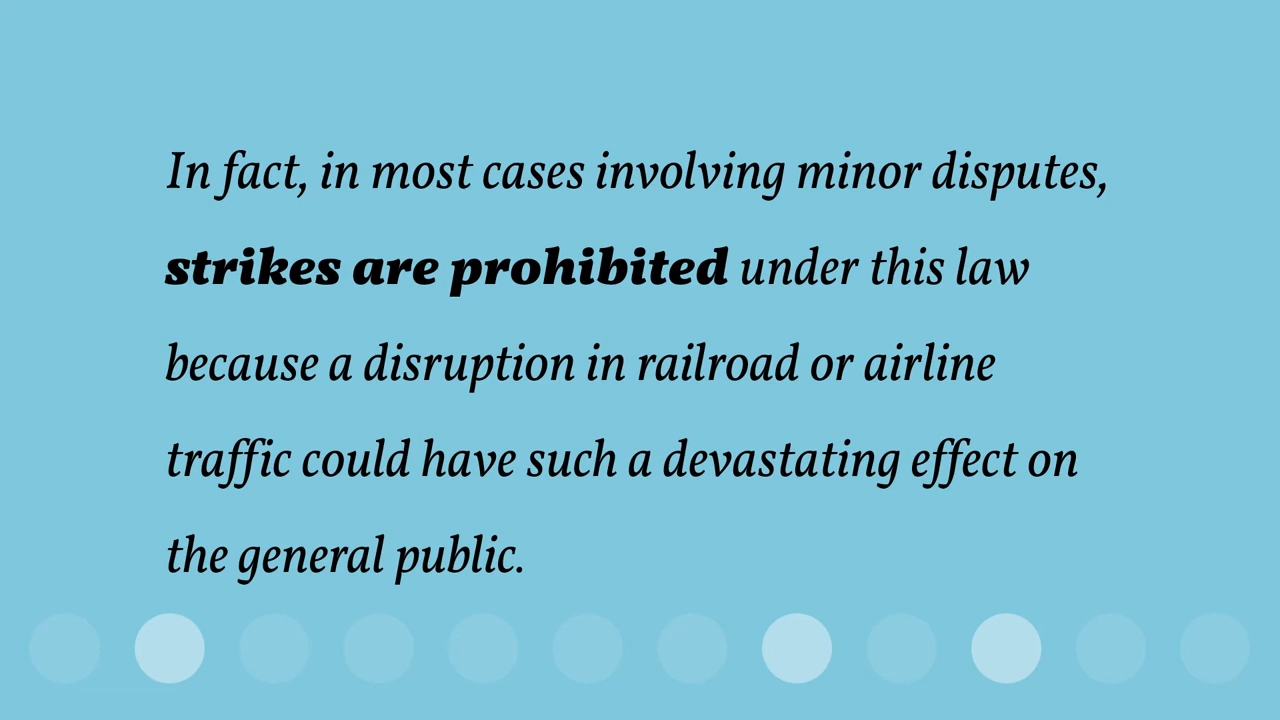 In fact, in most cases involving minor disputes,
strikes are prohibited under this law
because a disruption in railroad or airline
traffic could have such a devastating effect on
the general public.